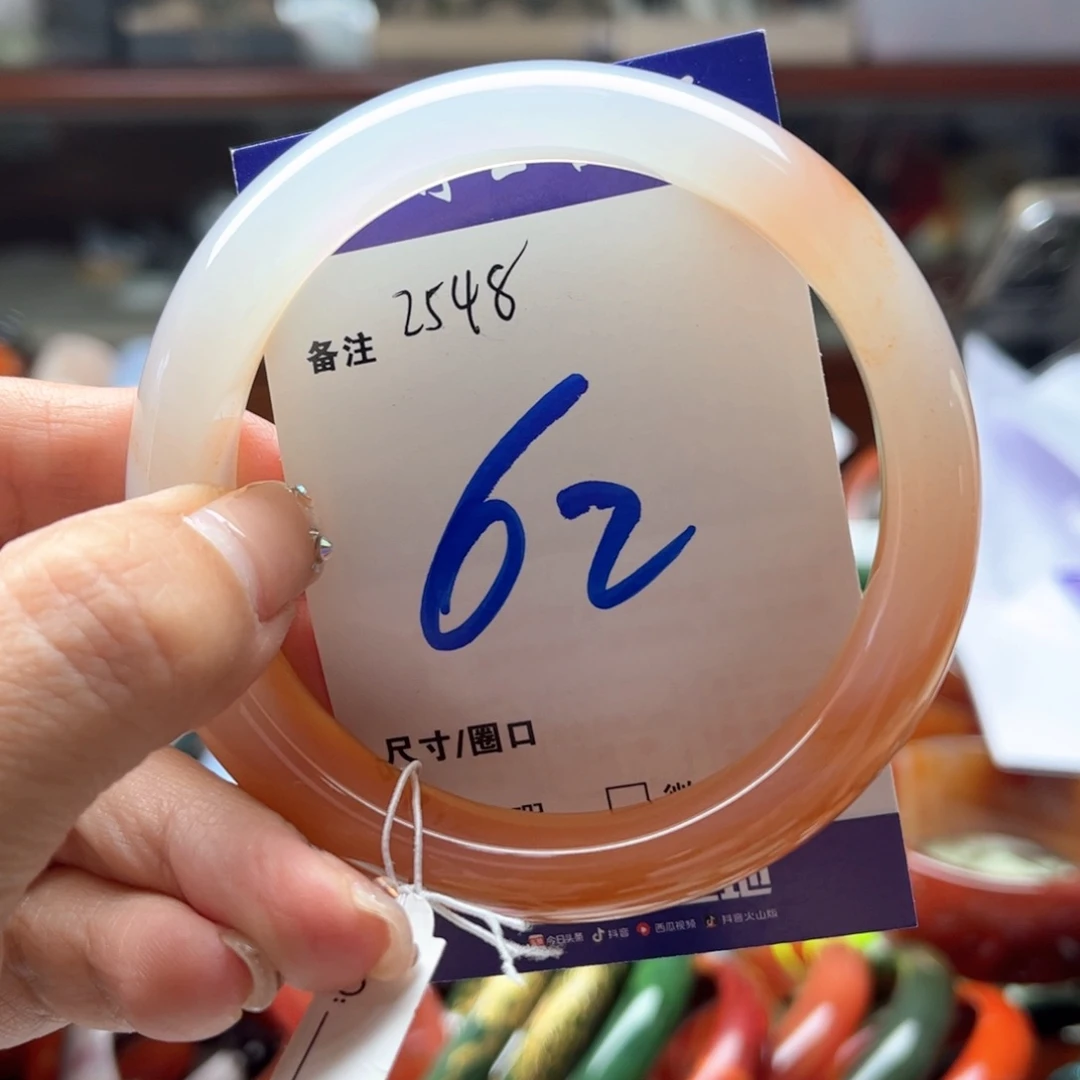 2548
备注
62
尺寸/圈口
今日头条 抖音 西瓜视频 抖音火山版